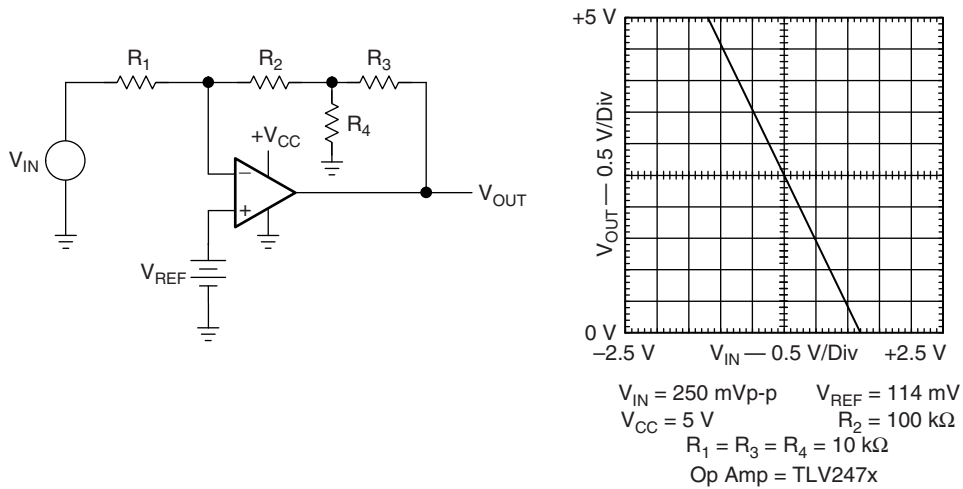 R1
R2
R3
R4
+VCC
VIN
−
+
VOUT
VREF
+5 V
VOUT — 0.5 V/Div
0 V
–2.5 V
VIN — 0.5 V/Div
+2.5 V
VIN = 250 mVp-p VREF = 114 mV
VCC = 5 V R2 = 100 kΩ
R1 = R3 = R4 = 10 kΩ
Op Amp = TLV247x